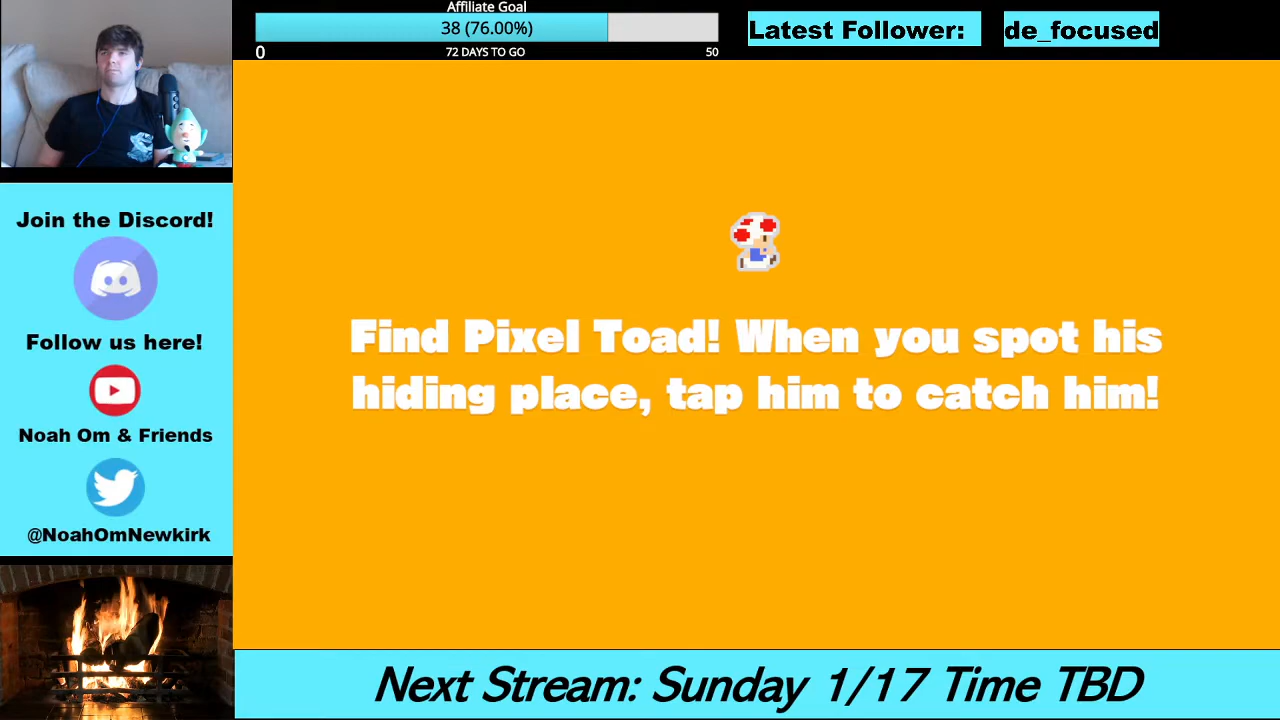 Affiliate Goal
38 (76.00%)
0
72 DAYS TO GO
50
Latest Follower: de_focused
Join the Discord!
Follow us here!
Noah Om & Friends
@NoahOmNewkirk
Find Pixel Toad! When you spot his
hiding place, tap him to catch him!
Next Stream: Sunday 1/17 Time TBD